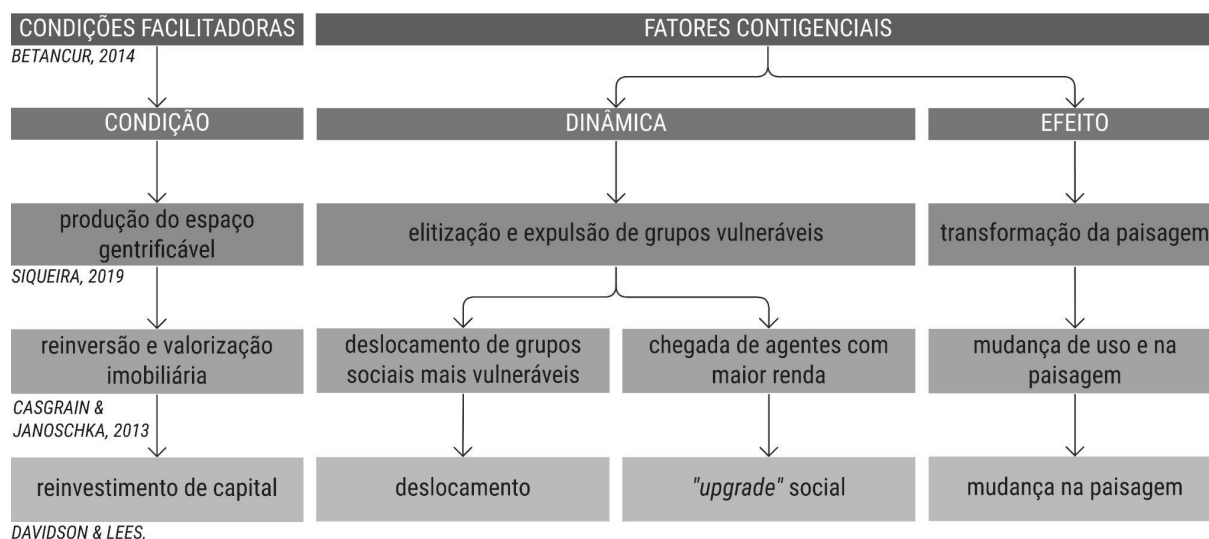 CONDIÇÕES FACILITADORAS
FATORES CONTIGENCIAIS
BETANCUR, 2014
CONDIÇÃO
DINÂMICA
EFEITO
produção do espaço
gentrificável
elitização e expulsão de grupos vulneráveis
transformação da paisagem
SIQUEIRA, 2019
reinversão e valorização
imobiliária
deslocamento de grupos
sociais mais vulneráveis
chegada de agentes com
maior renda
mudança de uso e na
paisagem
CASGRAIN &
JANOSCHKA, 2013
reinvestimento de capital
deslocamento
"upgrade" social
mudança na paisagem
DAVIDSON & LEES,